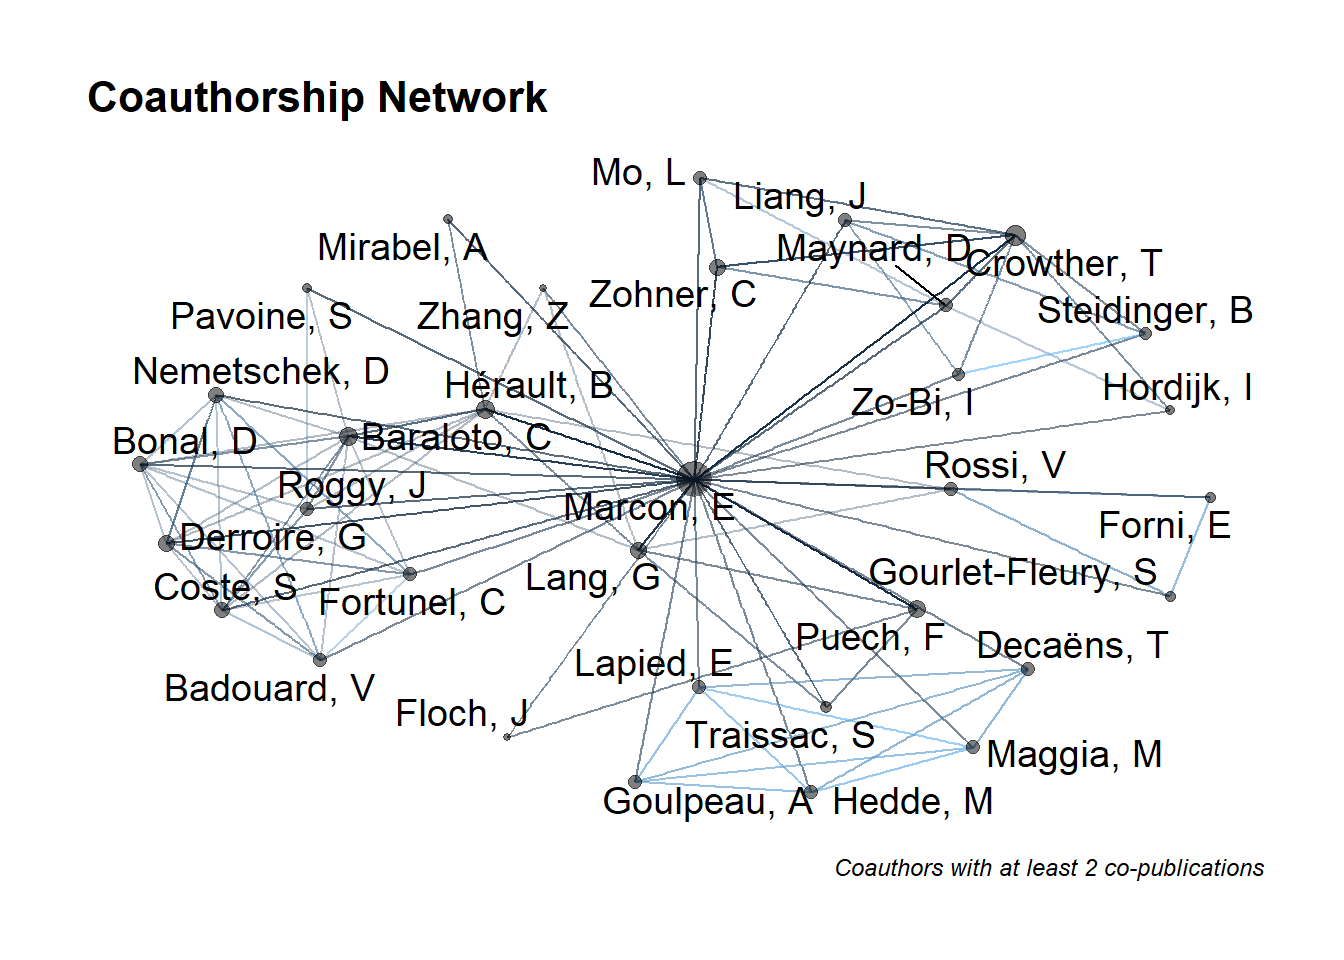 Coauthorship Network
Mo, L
Liang, J
Mirabel, A
Maynard, D
Crowther, T
Zohner, C
Pavoine, S
Zhang, Z
Steidinger, B
Nemetschek, D
Hérault, B
Zo-Bi, I
Hordijk, I
Bonal, D
Baraloto, C
Rossi, V
Roggy, J
Marcon, E
Forni, E
Derroire, G
Coste, S
Fortunel, C
Lang, G
Gourlet-Fleury, S
Puech, F
Decaëns, T
Lapied, E
Badouard, V
Floch, J
Traissac, S
Maggia, M
Goulpeau, A
Hedde, M
Coauthors with at least 2 co-publications